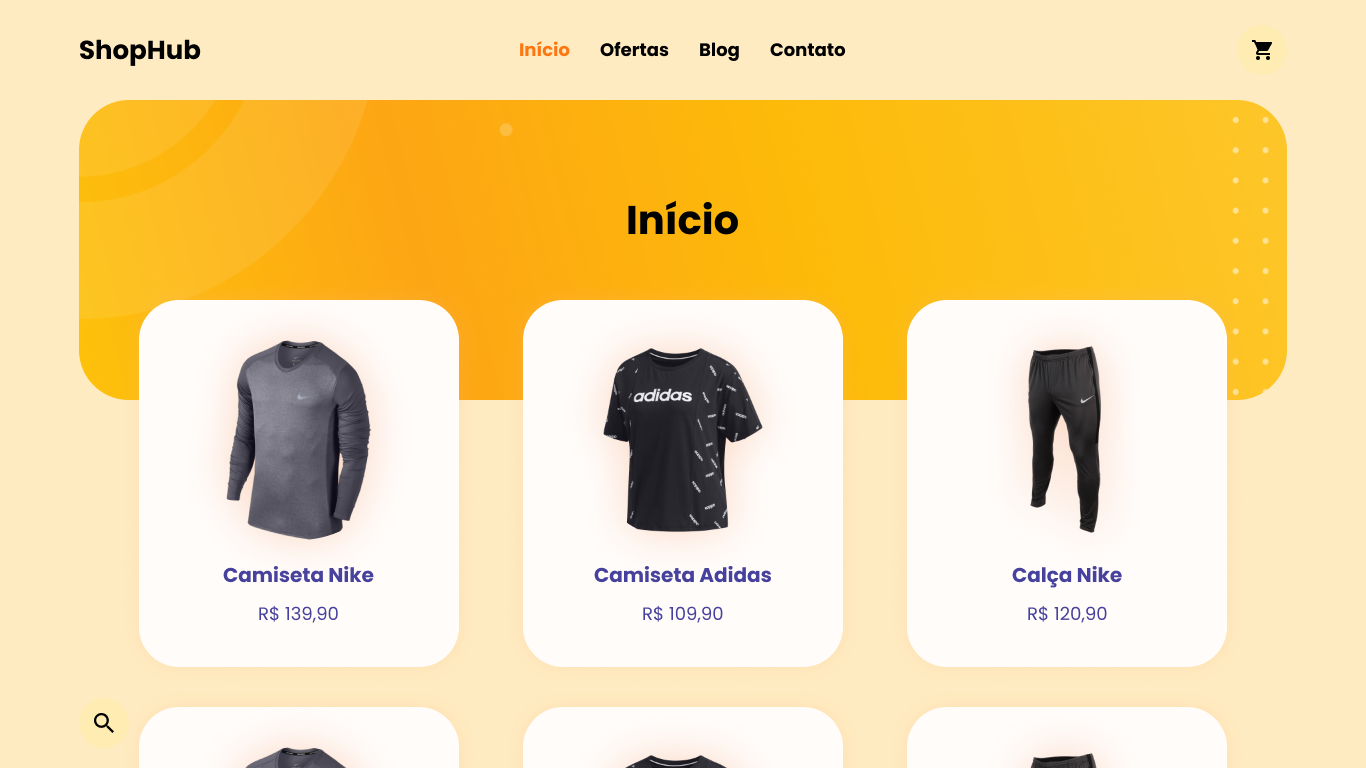 ShopHub
Início Ofertas Blog Contato
Início
adidas
Camiseta Nike
Camiseta Adidas
Calça Nike
R$ 139,90
R$ 109,90
R$ 120,90